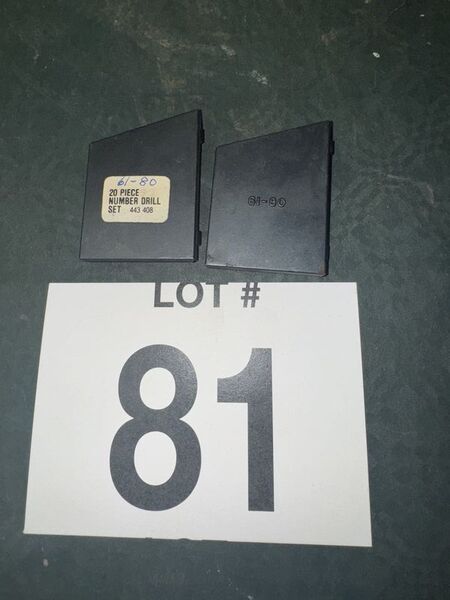 61-80
20 PIECE
NUMBER DRILL
SET 443 408
61-80
LOT #
81